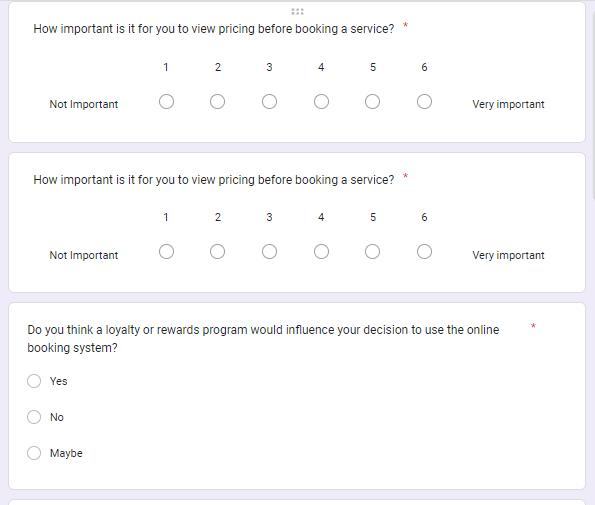 How important is it for you to view pricing before booking a service? *
1 2 3 4 5 6
Not Important Very important
How important is it for you to view pricing before booking a service? *
1 2 3 4 5 6
Not Important Very important
Do you think a loyalty or rewards program would influence your decision to use the online *
booking system?
Yes
No
Maybe